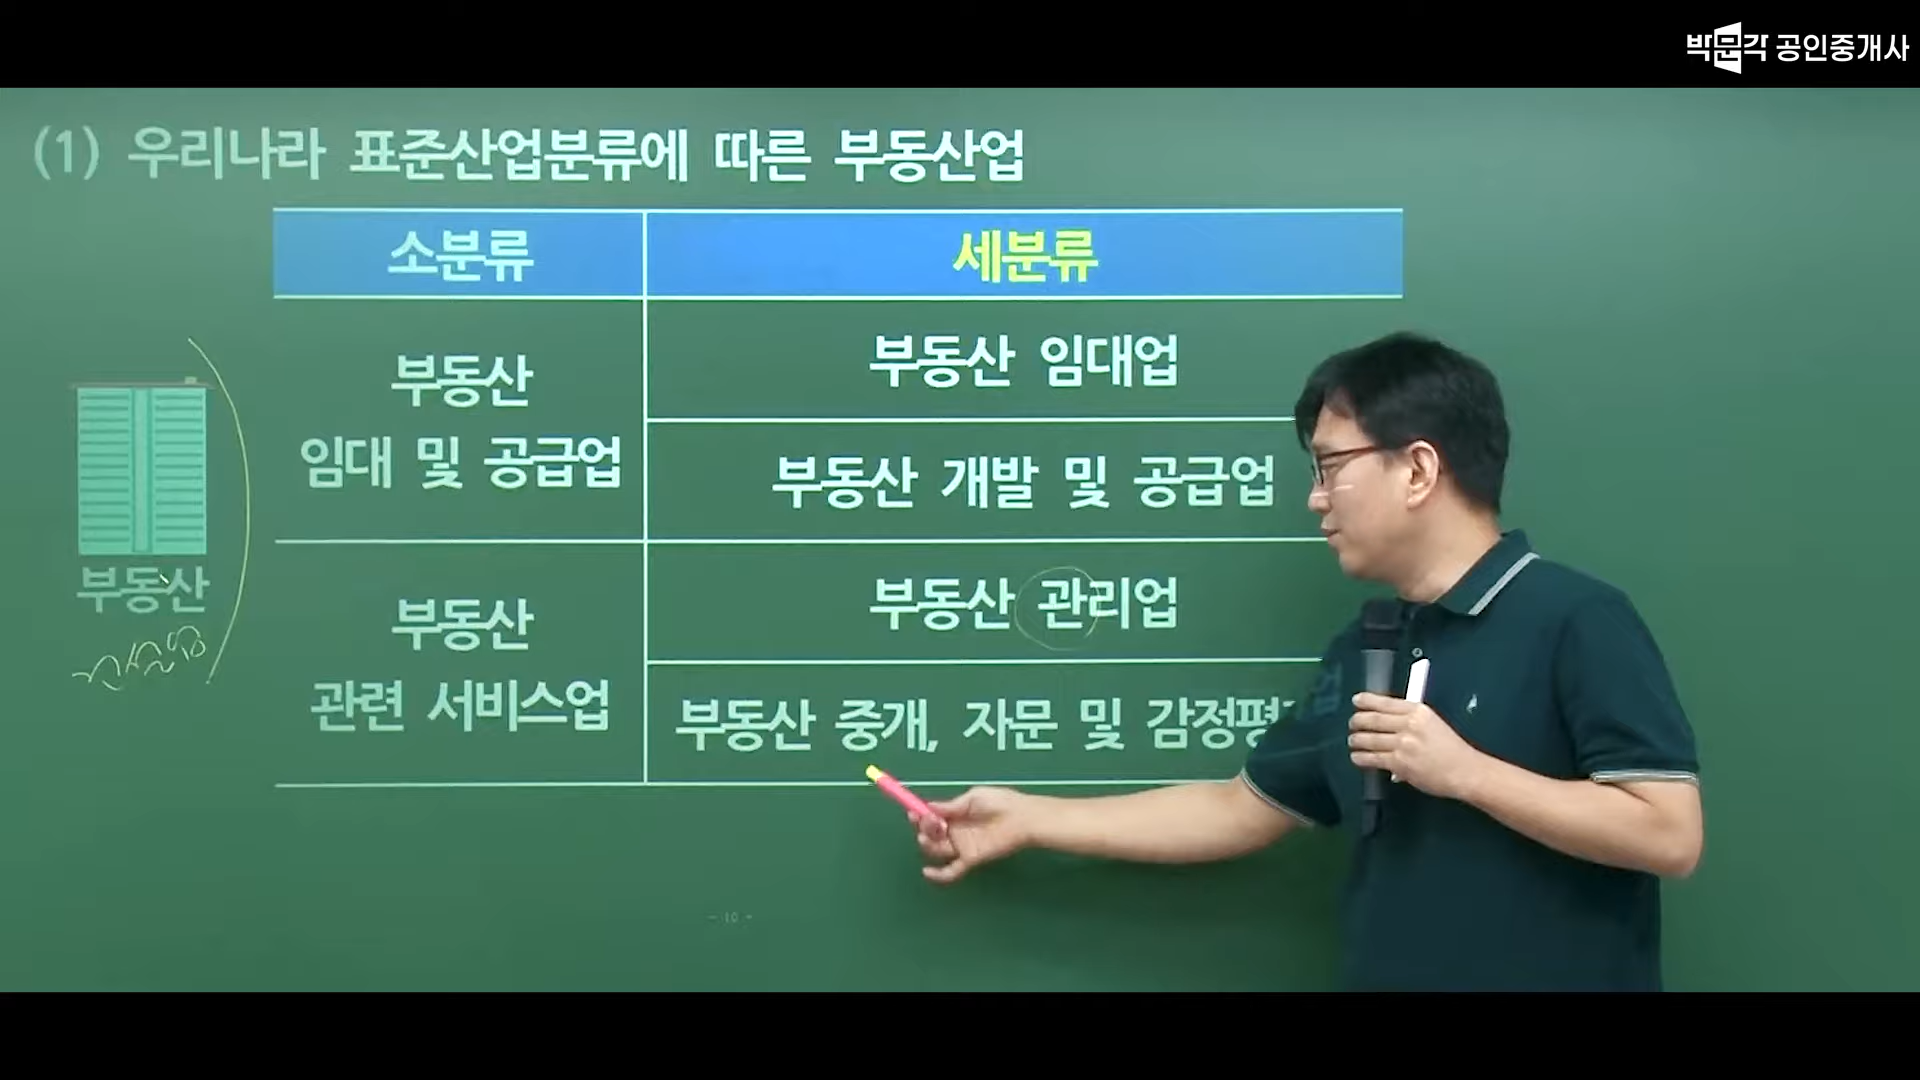 박문각 공인중개사
(1) 우리나라 표준산업분류에 따른 부동산업
소분류
세분류
부동산
임대 및 공급업
부동산 임대업
부동산 개발 및 공급업
부동산
부동산
관련 서비스업
부동산 관리업
부동산 중개, 자문 및 감정평
업
- 10 -